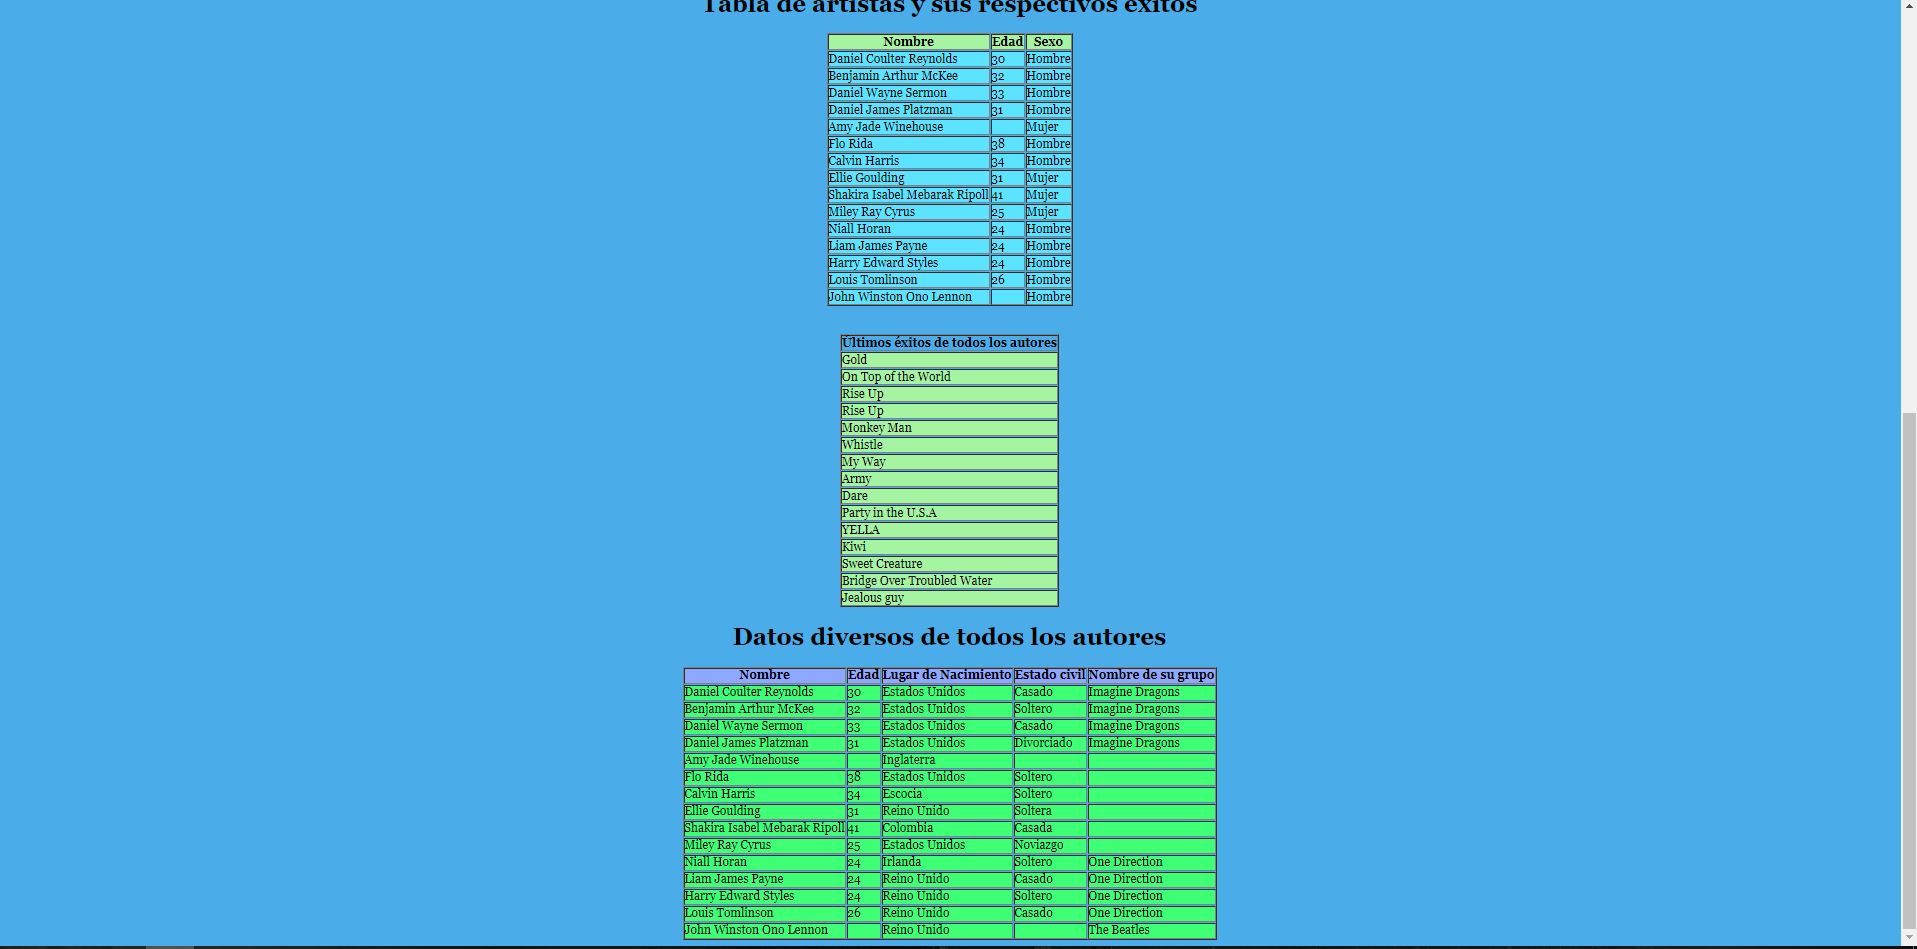 Tabla de artistas y sus respectivos éxitos
Nombre Edad Sexo
Daniel Coulter Reynolds 30 Hombre
Benjamin Arthur McKee 32 Hombre
Daniel Wayne Sermon 33 Hombre
Daniel James Platzman 31 Hombre
Amy Jade Winehouse Mujer
Flo Rida 38 Hombre
Calvin Harris 34 Hombre
Ellie Goulding 31 Mujer
Shakira Isabel Mebarak Ripoll 41 Mujer
Miley Ray Cyrus 25 Mujer
Niall Horan 24 Hombre
Liam James Payne 24 Hombre
Harry Edward Styles 24 Hombre
Louis Tomlinson 26 Hombre
John Winston Ono Lennon Hombre
Últimos éxitos de todos los autores
Gold
On Top of the World
Rise Up
Rise Up
Monkey Man
Whistle
My Way
Army
Dare
Party in the U.S.A
YELLA
Kiwi
Sweet Creature
Bridge Over Troubled Water
Jealous guy
Datos diversos de todos los autores
Nombre Edad Lugar de Nacimiento Estado civil Nombre de su grupo
Daniel Coulter Reynolds 30 Estados Unidos Casado Imagine Dragons
Benjamin Arthur McKee 32 Estados Unidos Soltero Imagine Dragons
Daniel Wayne Sermon 33 Estados Unidos Casado Imagine Dragons
Daniel James Platzman 31 Estados Unidos Divorciado Imagine Dragons
Amy Jade Winehouse Inglaterra
Flo Rida 38 Estados Unidos Soltero
Calvin Harris 34 Escocia Soltero
Ellie Goulding 31 Reino Unido Soltera
Shakira Isabel Mebarak Ripoll 41 Colombia Casada
Miley Ray Cyrus 25 Estados Unidos Noviazgo
Niall Horan 24 Irlanda Soltero One Direction
Liam James Payne 24 Reino Unido Casado One Direction
Harry Edward Styles 24 Reino Unido Soltero One Direction
Louis Tomlinson 26 Reino Unido Casado One Direction
John Winston Ono Lennon Reino Unido The Beatles